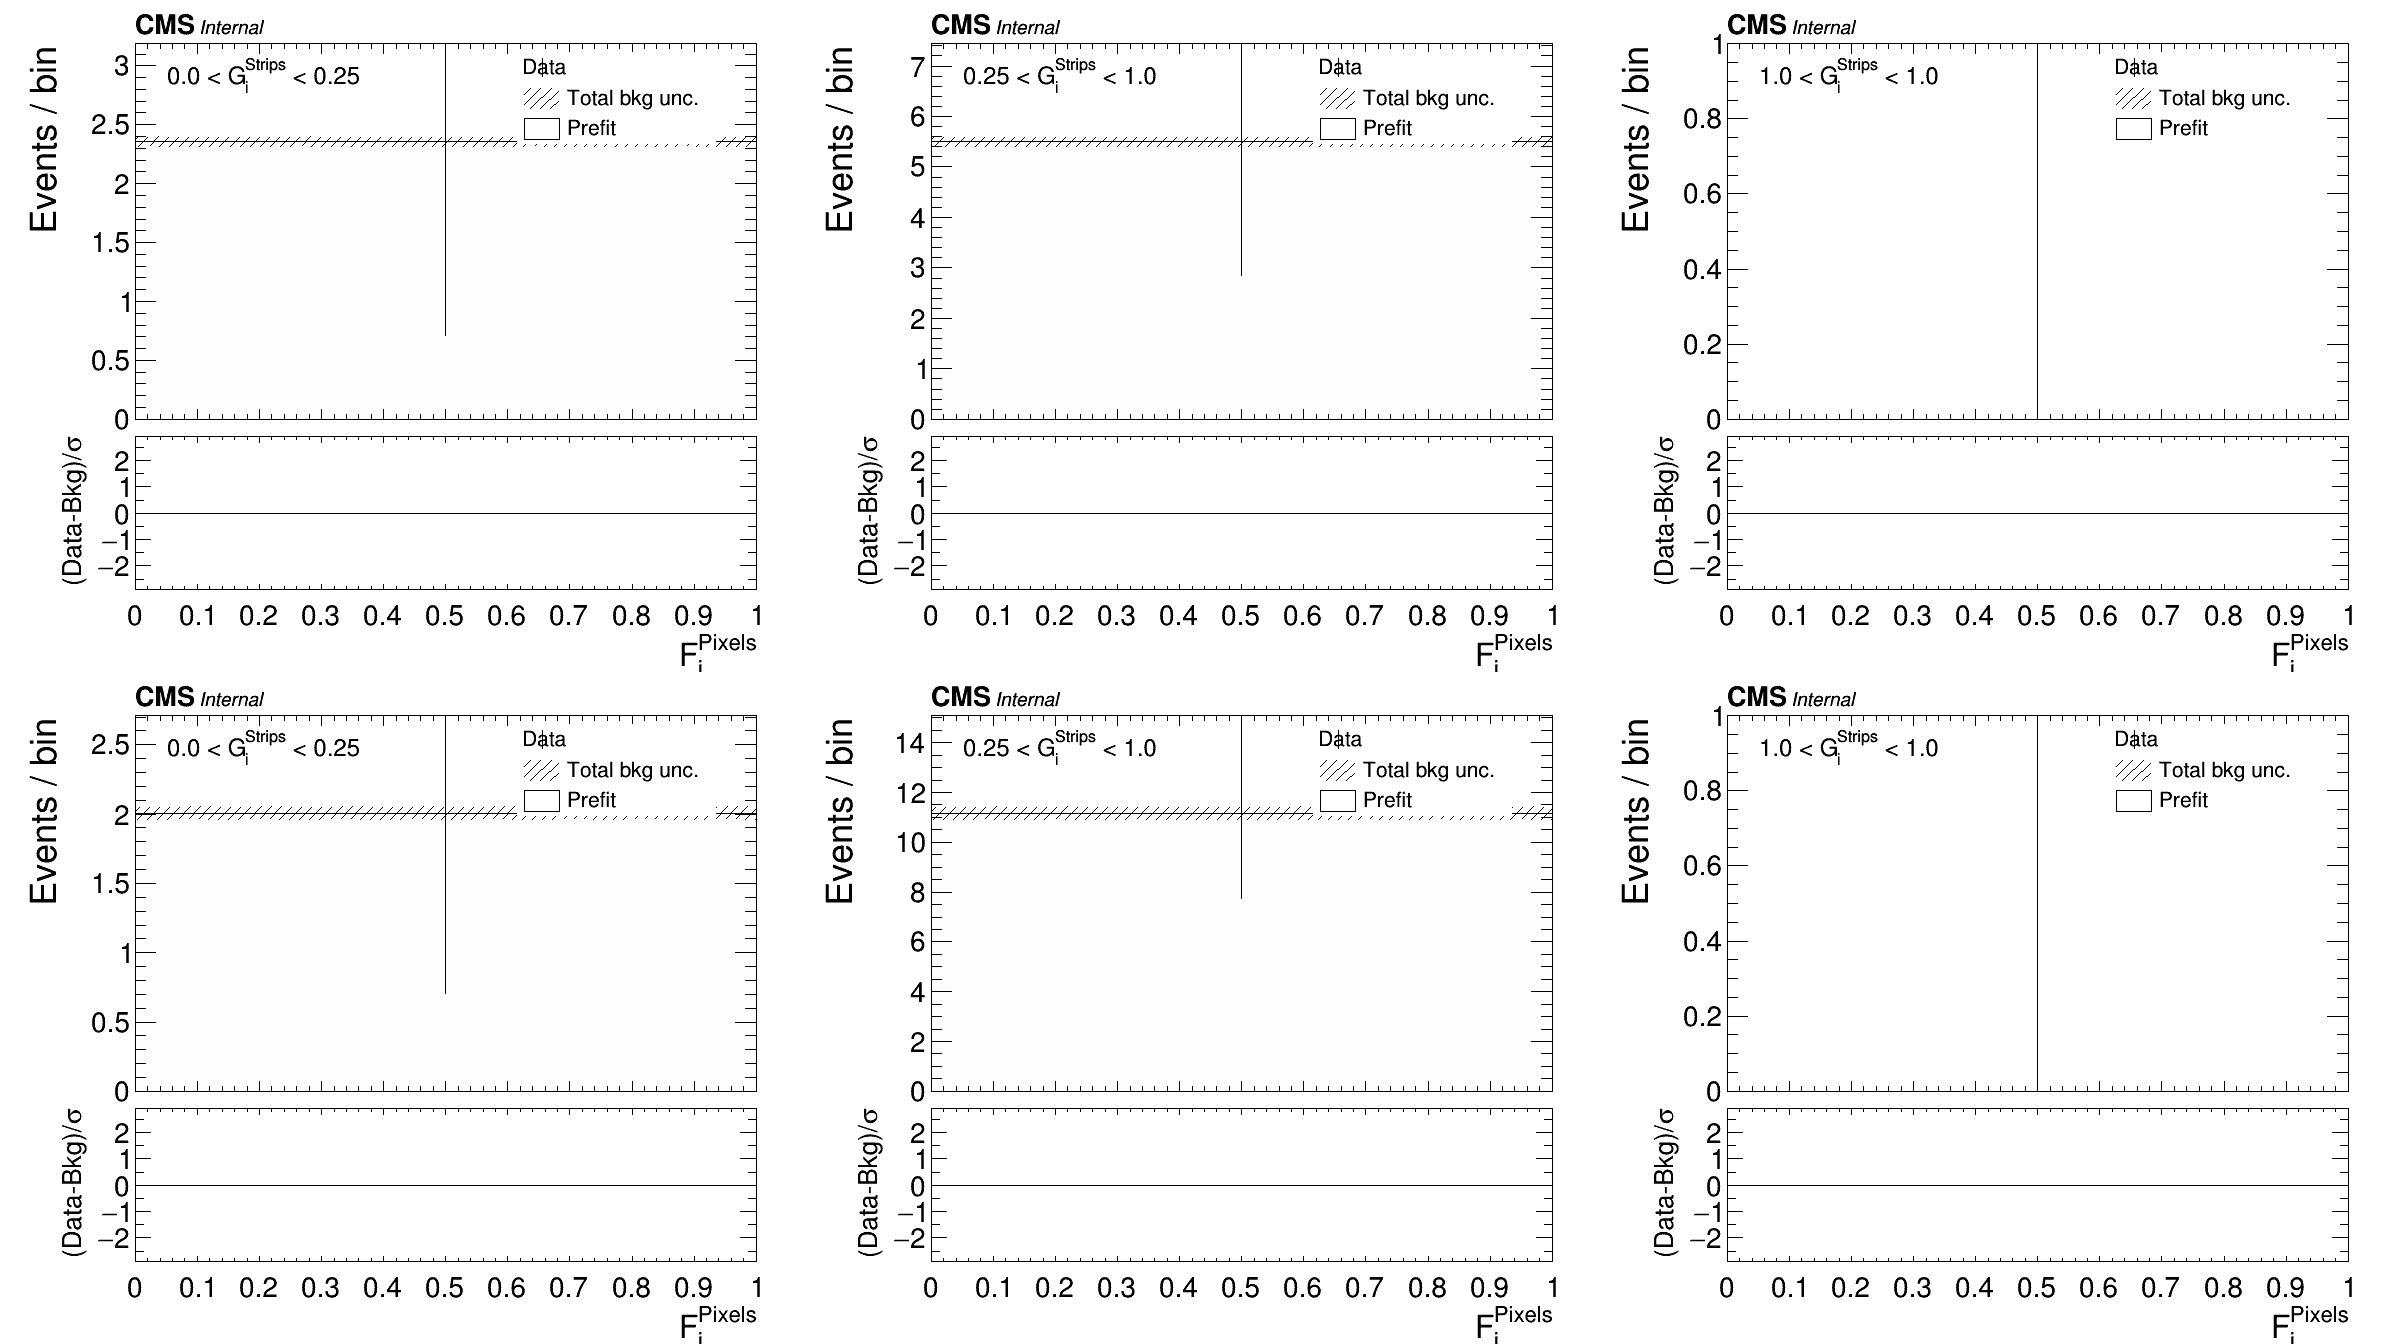 CMS Internal
Events / bin
3
2.5
2
1.5
1
0.5
0
0.0 < G_i^Strips < 0.25
Data
Total bkg unc.
Prefit
(Data-Bkg)/σ
2
1
0
−1
−2
0 0.1 0.2 0.3 0.4 0.5 0.6 0.7 0.8 0.9 1
F_i^Pixels
CMS Internal
Events / bin
7
6
5
4
3
2
1
0
0.25 < G_i^Strips < 1.0
Data
Total bkg unc.
Prefit
(Data-Bkg)/σ
2
1
0
−1
−2
0 0.1 0.2 0.3 0.4 0.5 0.6 0.7 0.8 0.9 1
F_i^Pixels
CMS Internal
Events / bin
1
0.8
0.6
0.4
0.2
0
1.0 < G_i^Strips < 1.0
Data
Total bkg unc.
Prefit
(Data-Bkg)/σ
2
1
0
−1
−2
0 0.1 0.2 0.3 0.4 0.5 0.6 0.7 0.8 0.9 1
F_i^Pixels
CMS Internal
Events / bin
2.5
2
1.5
1
0.5
0
0.0 < G_i^Strips < 0.25
Data
Total bkg unc.
Prefit
(Data-Bkg)/σ
2
1
0
−1
−2
0 0.1 0.2 0.3 0.4 0.5 0.6 0.7 0.8 0.9 1
F_i^Pixels
CMS Internal
Events / bin
14
12
10
8
6
4
2
0
0.25 < G_i^Strips < 1.0
Data
Total bkg unc.
Prefit
(Data-Bkg)/σ
2
1
0
−1
−2
0 0.1 0.2 0.3 0.4 0.5 0.6 0.7 0.8 0.9 1
F_i^Pixels
CMS Internal
Events / bin
1
0.8
0.6
0.4
0.2
0
1.0 < G_i^Strips < 1.0
Data
Total bkg unc.
Prefit
(Data-Bkg)/σ
2
1
0
−1
−2
0 0.1 0.2 0.3 0.4 0.5 0.6 0.7 0.8 0.9 1
F_i^Pixels